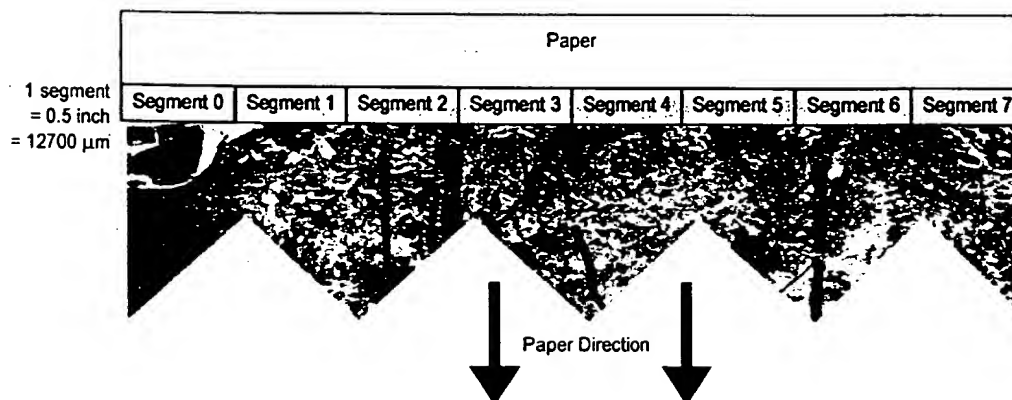 Paper
1 segment
= 0.5 inch
= 12700 µm
Segment 0 Segment 1 Segment 2 Segment 3 Segment 4 Segment 5 Segment 6 Segment 7
Paper Direction